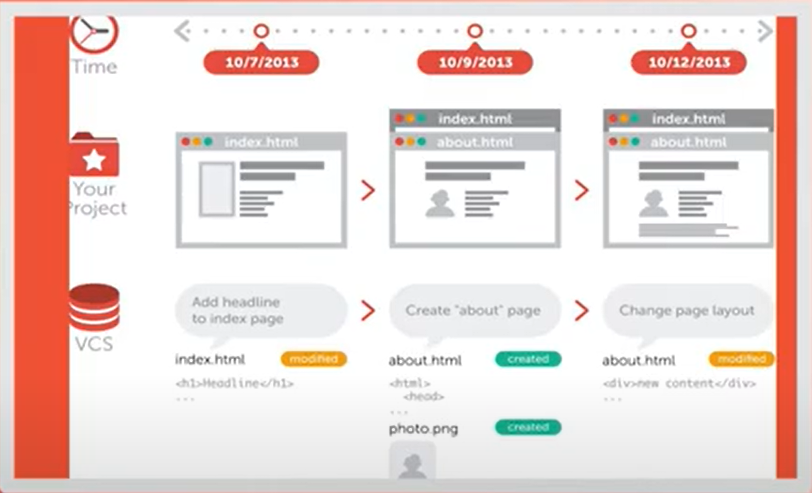 Time
10/7/2013
10/9/2013
10/12/2013
Your
Project
index.html
index.html
about.html
index.html
about.html
VCS
Add headline
to index page
Create "about" page
Change page layout
index.html modified
<h1>Headline</h1>
...
about.html created
<html>
<head>
...
photo.png created
about.html modified
<div>new content</div>
...